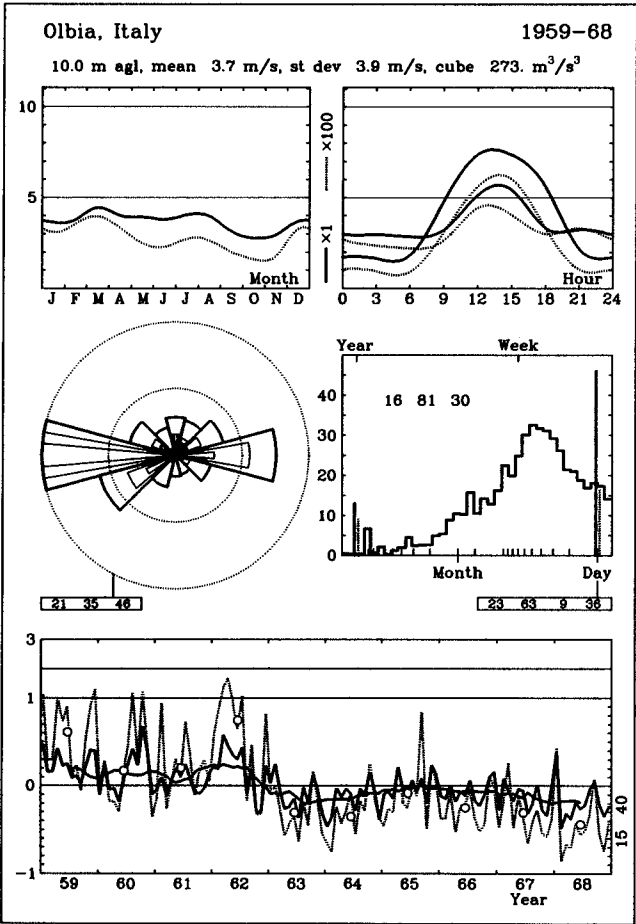 Olbia, Italy 1959-68
10.0 m agl, mean 3.7 m/s, st dev 3.9 m/s, cube 273. m³/s³
10
5
Month
J F M A M J J A S O N D
×1 ×100
Hour
0 3 6 9 12 15 18 21 24
Year Week
16 81 30
40
30
20
10
0
Month Day
21 35 46
23 63 9 36
3
1
0
-1
15 40
59 60 61 62 63 64 65 66 67 68
Year